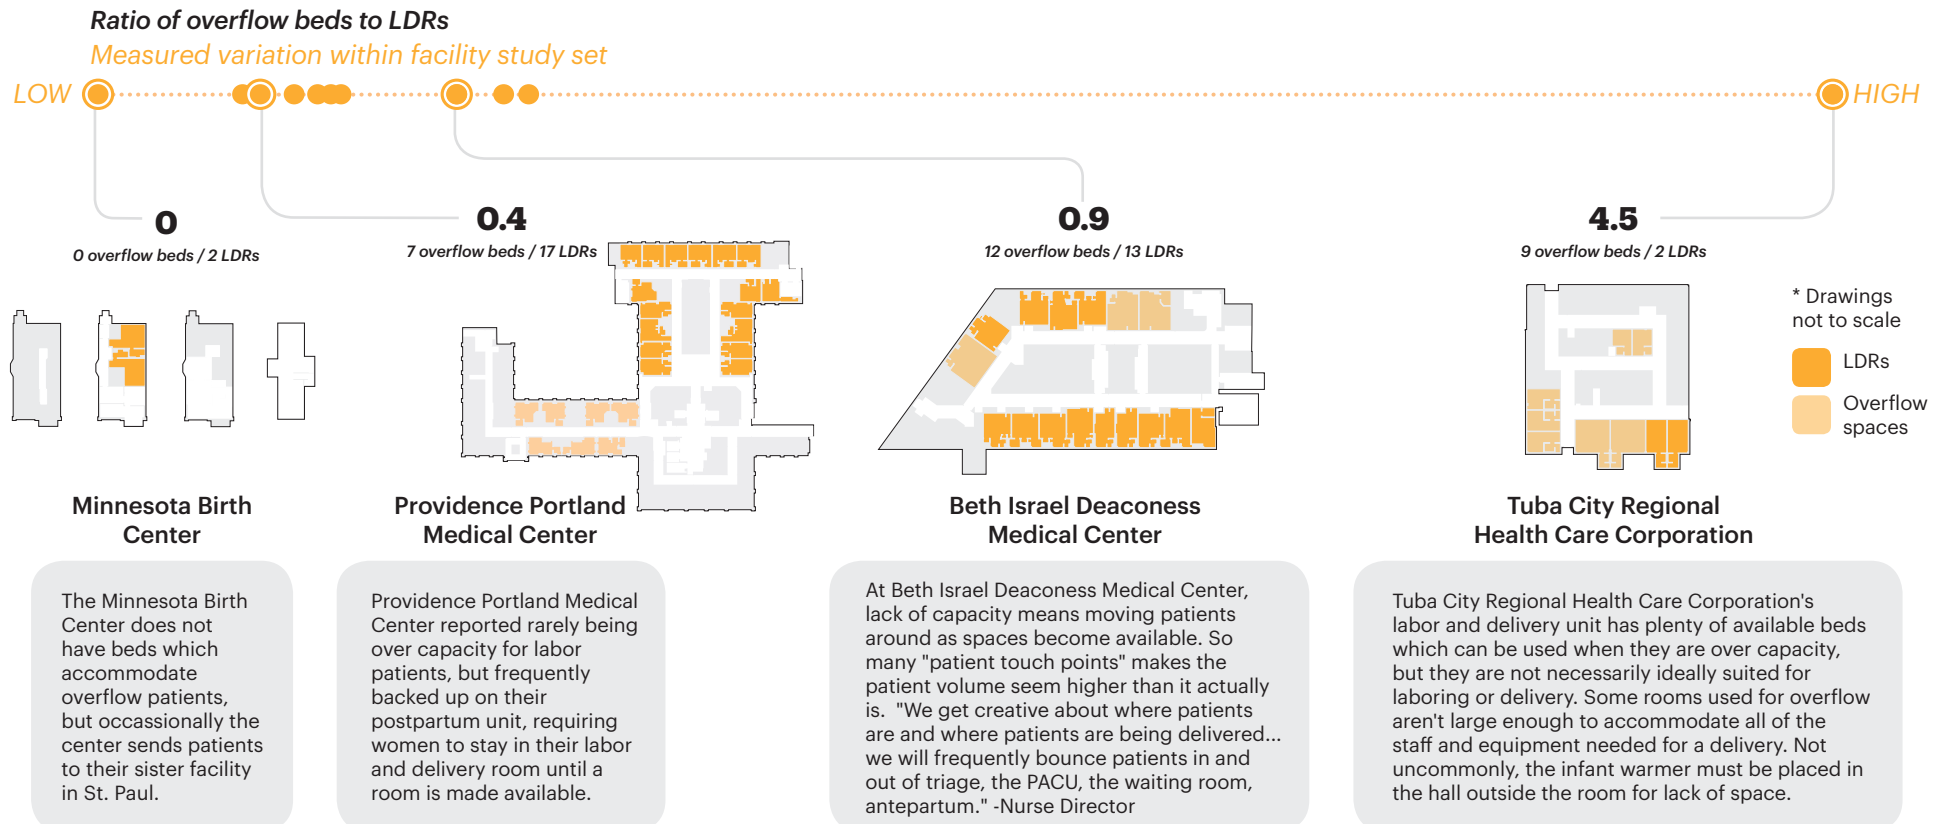 Ratio of overflow beds to LDRs
Measured variation within facility study set
LOW
HIGH
0
0 overflow beds / 2 LDRs
0.4
7 overflow beds / 17 LDRs
0.9
12 overflow beds / 13 LDRs
4.5
9 overflow beds / 2 LDRs
* Drawings
not to scale
LDRs
Overflow
spaces
Minnesota Birth
Center
Providence Portland
Medical Center
Beth Israel Deaconess
Medical Center
Tuba City Regional
Health Care Corporation
The Minnesota Birth
Center does not
have beds which
accommodate
overflow patients,
but occassionally the
center sends patients
to their sister facility
in St. Paul.
Providence Portland Medical
Center reported rarely being
over capacity for labor
patients, but frequently
backed up on their
postpartum unit, requiring
women to stay in their labor
and delivery room until a
room is made available.
At Beth Israel Deaconess Medical Center,
lack of capacity means moving patients
around as spaces become available. So
many "patient touch points" makes the
patient volume seem higher than it actually
is.  "We get creative about where patients
are and where patients are being delivered...
we will frequently bounce patients in and
out of triage, the PACU, the waiting room,
antepartum." -Nurse Director
Tuba City Regional Health Care Corporation's
labor and delivery unit has plenty of available beds
which can be used when they are over capacity,
but they are not necessarily ideally suited for
laboring or delivery. Some rooms used for overflow
aren't large enough to accommodate all of the
staff and equipment needed for a delivery. Not
uncommonly, the infant warmer must be placed in
the hall outside the room for lack of space.